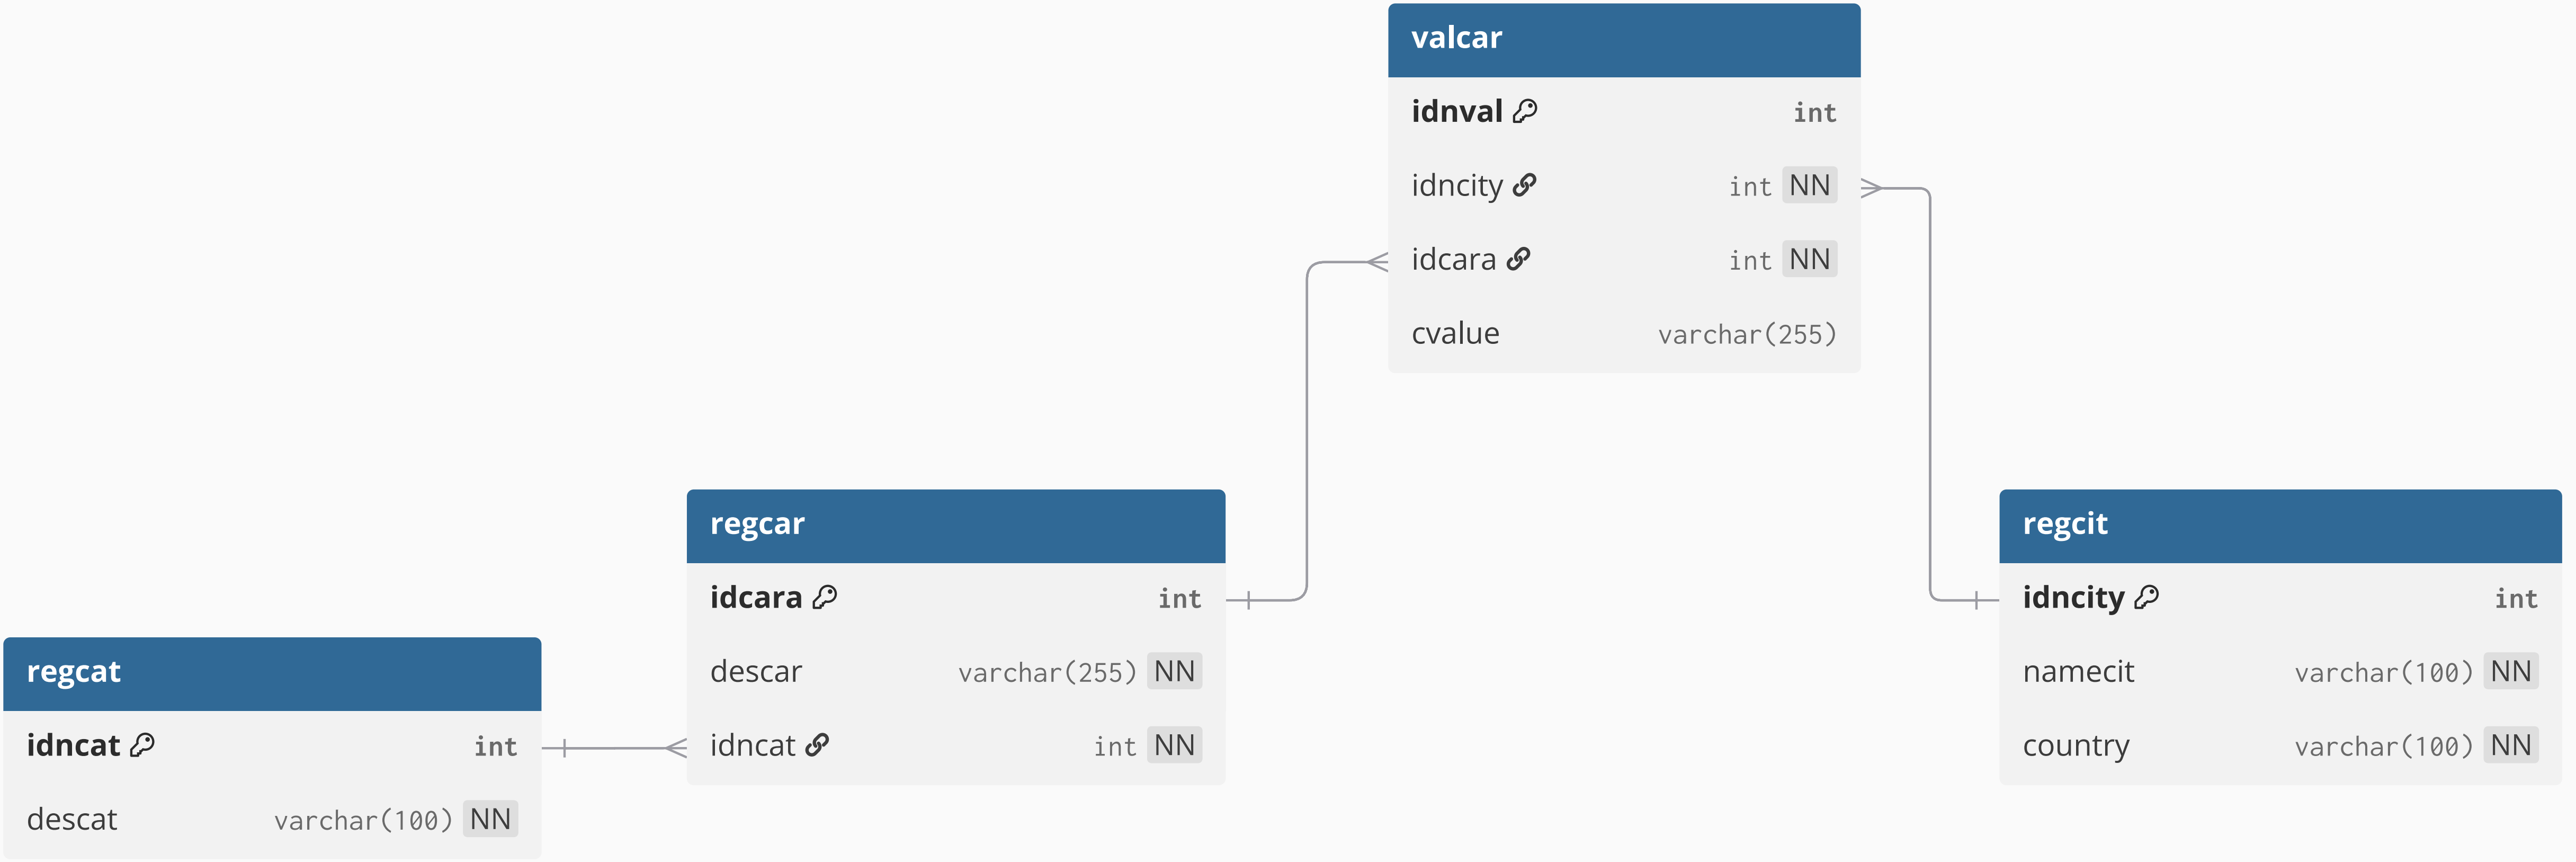 valcar
idnval int
idncity int NN
idcara int NN
cvalue varchar(255)
regcar
idcara int
descar varchar(255) NN
idncat int NN
regcit
idncity int
namecit varchar(100) NN
country varchar(100) NN
regcat
idncat int
descat varchar(100) NN